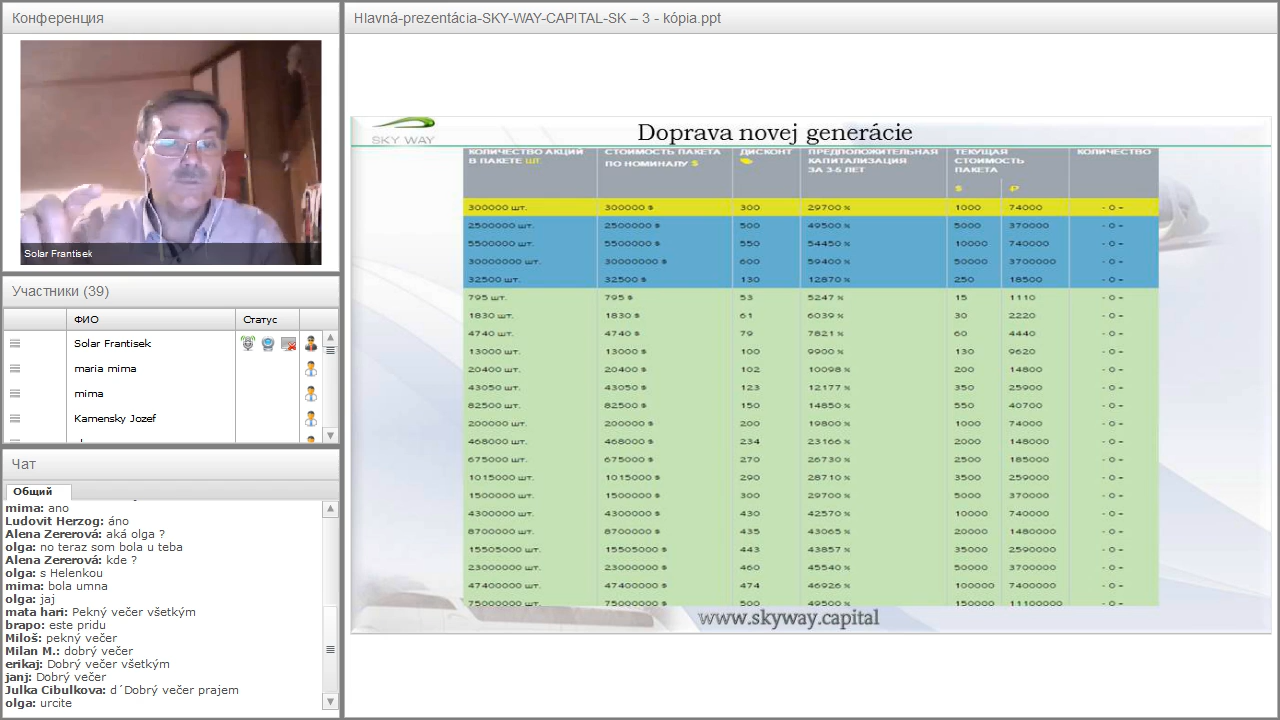 Конференция
Solar Frantisek
Участники (39)
ФИО Статус
Solar Frantisek
maria mima
mima
Kamensky Jozef
Чат
Общий
mima: ano
Ludovit Herzog: áno
Alena Zererová: aká olga ?
olga: no teraz som bola u teba
Alena Zererová: kde ?
olga: s Helenkou
mima: bola umna
olga: jaj
mata hari: Pekný večer všetkým
brapo: este pridu
Miloš: pekný večer
Milan M.: dobrý večer
erikaj: Dobrý večer všetkým
janj: Dobrý večer
Julka Cibulkova: d´Dobrý večer prajem
olga: urcite
Hlavná-prezentácia-SKY-WAY-CAPITAL-SK – 3 - kópia.ppt
SKY WAY
Doprava novej generácie
КОЛИЧЕСТВО АКЦИЙ В ПАКЕТЕ ШТ. СТОИМОСТЬ ПАКЕТА ПО НОМИНАЛУ $ ДИСКОНТ ПРЕДПОЛОЖИТЕЛЬНАЯ КАПИТАЛИЗАЦИЯ ЗА 3-5 ЛЕТ ТЕКУЩАЯ СТОИМОСТЬ ПАКЕТА $ ₽ КОЛИЧЕСТВО
300000 шт. 300000 $ 300 29700 % 1000 74000 - 0 +
2500000 шт. 2500000 $ 500 49500 % 5000 370000 - 0 +
5500000 шт. 5500000 $ 550 54450 % 10000 740000 - 0 +
30000000 шт. 30000000 $ 600 59400 % 50000 3700000 - 0 +
32500 шт. 32500 $ 130 12870 % 250 18500 - 0 +
795 шт. 795 $ 53 5247 % 15 1110 - 0 +
1830 шт. 1830 $ 61 6039 % 30 2220 - 0 +
4740 шт. 4740 $ 79 7821 % 60 4440 - 0 +
13000 шт. 13000 $ 100 9900 % 130 9620 - 0 +
20400 шт. 20400 $ 102 10098 % 200 14800 - 0 +
43050 шт. 43050 $ 123 12177 % 350 25900 - 0 +
82500 шт. 82500 $ 150 14850 % 550 40700 - 0 +
200000 шт. 200000 $ 200 19800 % 1000 74000 - 0 +
468000 шт. 468000 $ 234 23166 % 2000 148000 - 0 +
675000 шт. 675000 $ 270 26730 % 2500 185000 - 0 +
1015000 шт. 1015000 $ 290 28710 % 3500 259000 - 0 +
1500000 шт. 1500000 $ 300 29700 % 5000 370000 - 0 +
4300000 шт. 4300000 $ 430 42570 % 10000 740000 - 0 +
8700000 шт. 8700000 $ 435 43065 % 20000 1480000 - 0 +
15505000 шт. 15505000 $ 443 43857 % 35000 2590000 - 0 +
23000000 шт. 23000000 $ 460 45540 % 50000 3700000 - 0 +
47400000 шт. 47400000 $ 474 46926 % 100000 7400000 - 0 +
75000000 шт. 75000000 $ 500 49500 % 150000 11100000 - 0 +
www.skyway.capital